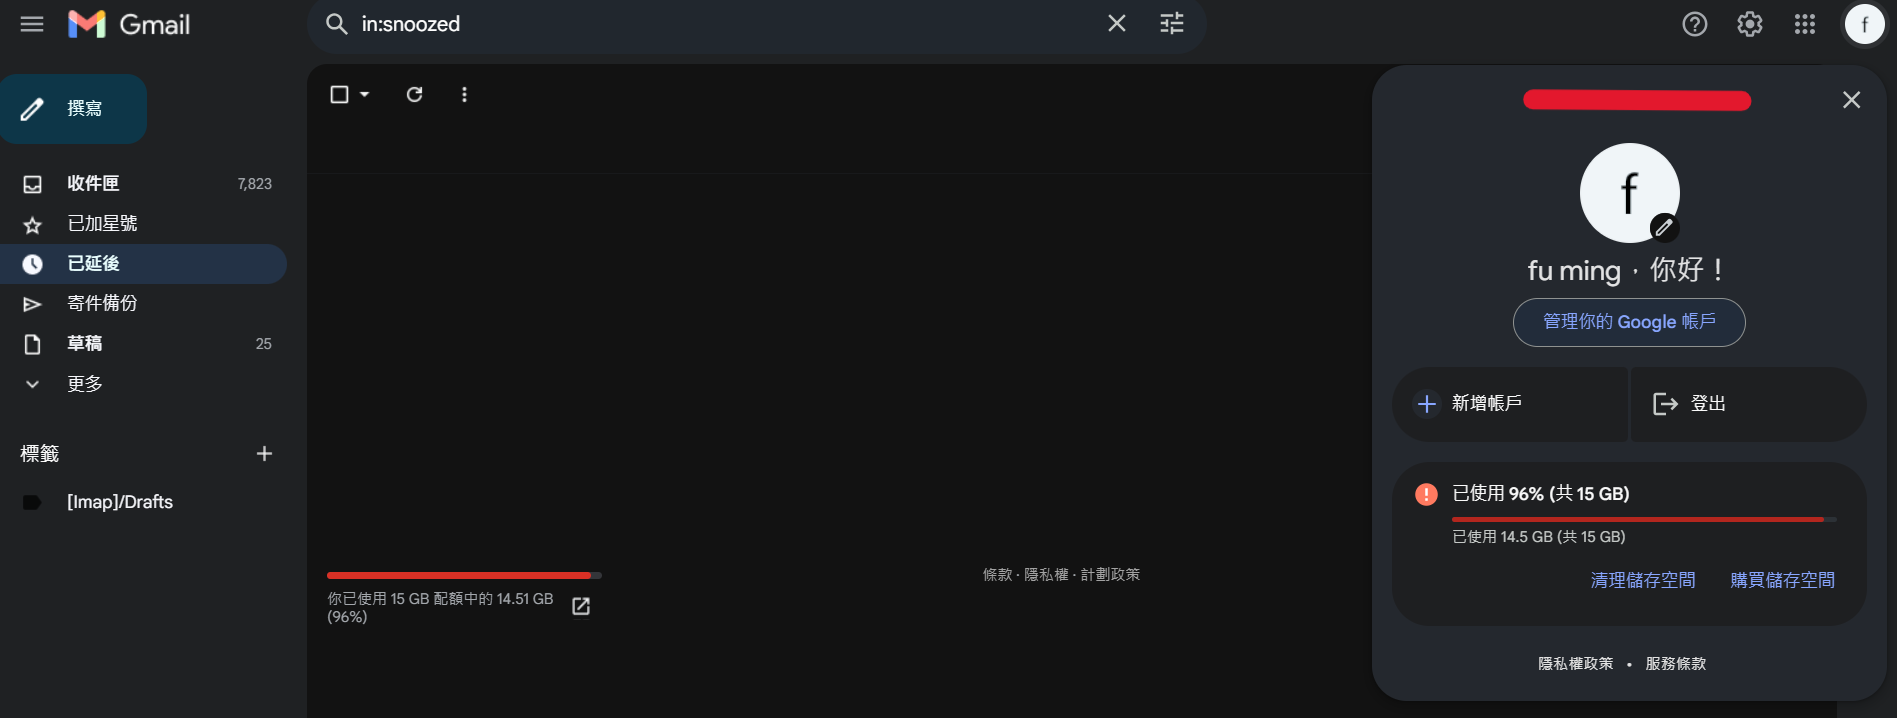 Gmail
in:snoozed
f
撰寫
收件匣 7,823
已加星號
已延後
寄件備份
草稿 25
更多
標籤
[Imap]/Drafts
你已使用 15 GB 配額中的 14.51 GB
(96%)
條款 · 隱私權 · 計劃政策
f
fu ming，你好！
管理你的 Google 帳戶
新增帳戶
登出
已使用 96% (共 15 GB)
已使用 14.5 GB (共 15 GB)
清理儲存空間 購買儲存空間
隱私權政策 • 服務條款